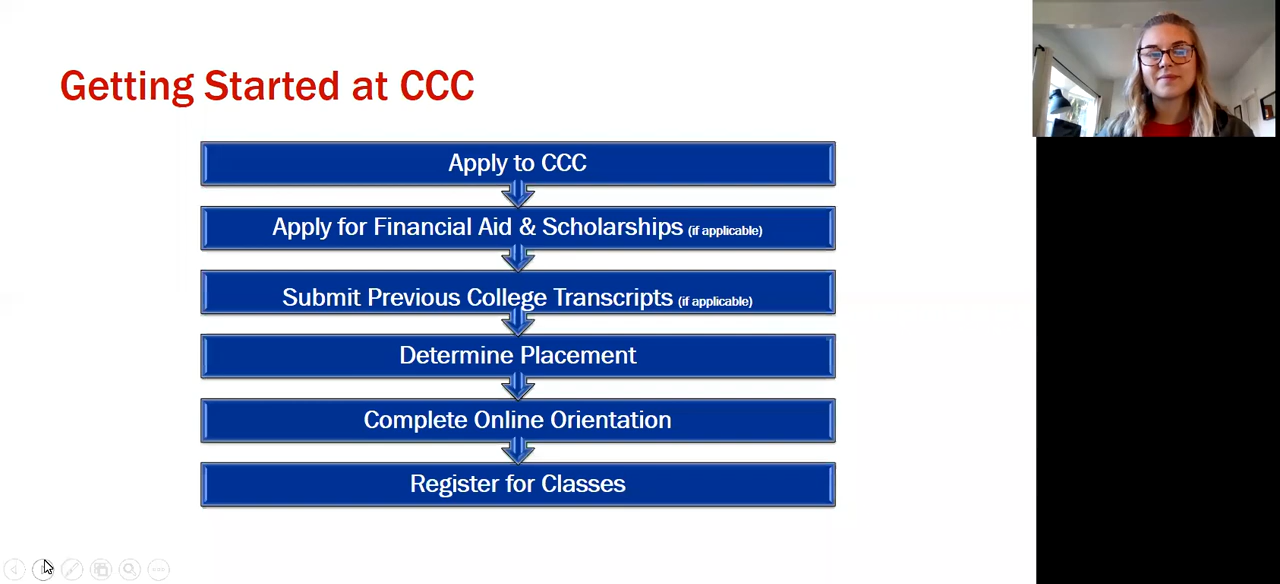 Getting Started at CCC
Apply to CCC
Apply for Financial Aid & Scholarships (if applicable)
Submit Previous College Transcripts (if applicable)
Determine Placement
Complete Online Orientation
Register for Classes